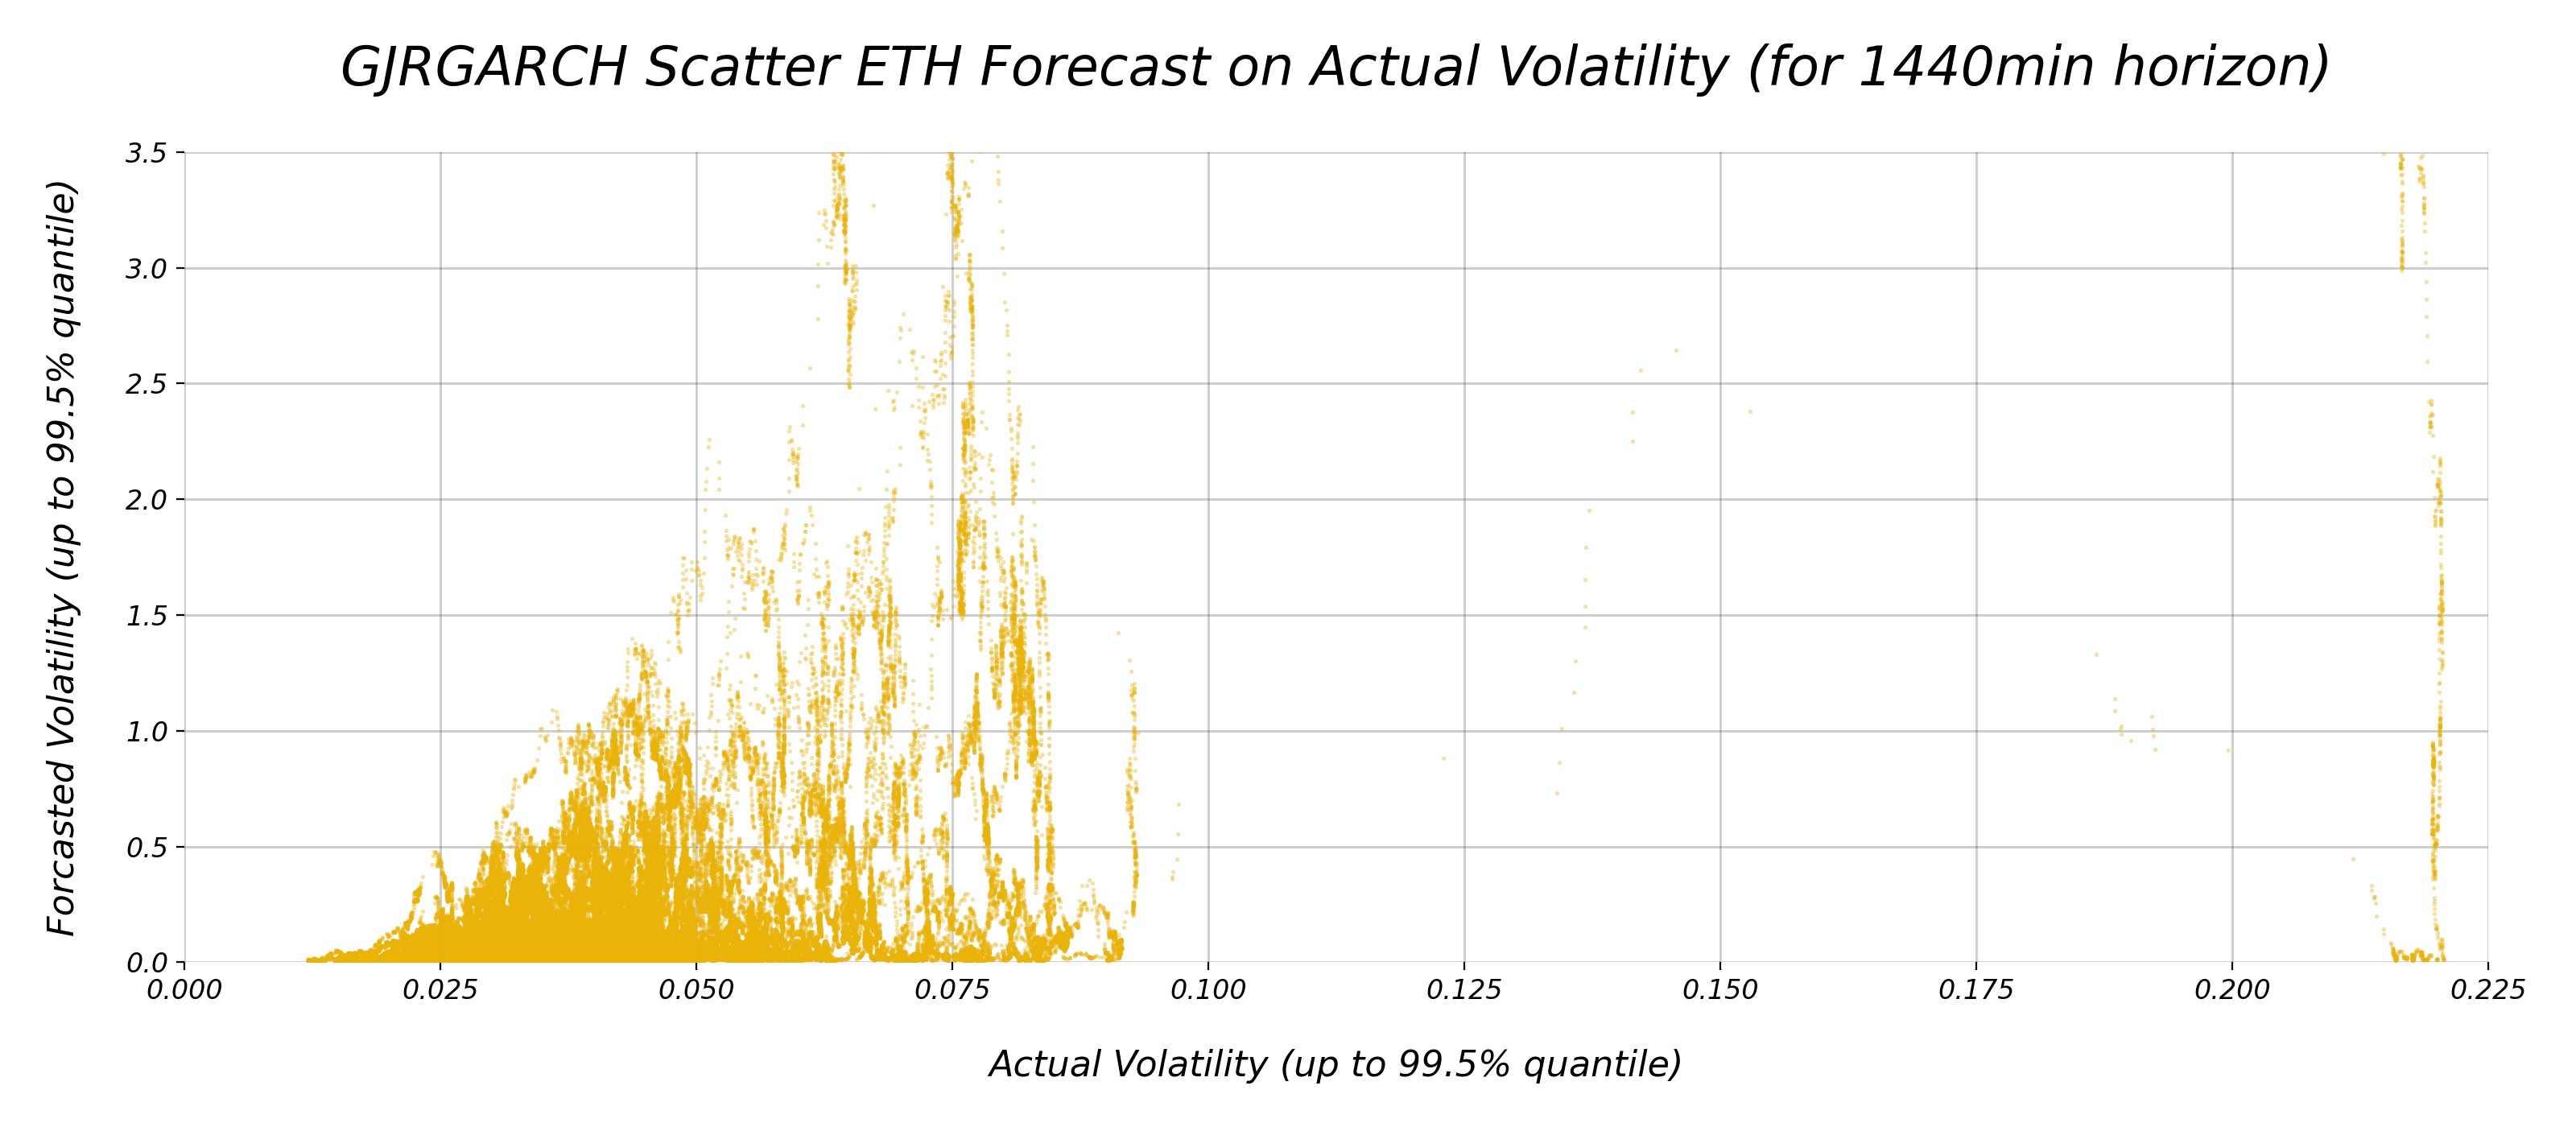 GJRGARCH Scatter ETH Forecast on Actual Volatility (for 1440min horizon)
Forcasted Volatility (up to 99.5% quantile)
3.5
3.0
2.5
2.0
1.5
1.0
0.5
0.0
0.000 0.025 0.050 0.075 0.100 0.125 0.150 0.175 0.200 0.225
Actual Volatility (up to 99.5% quantile)